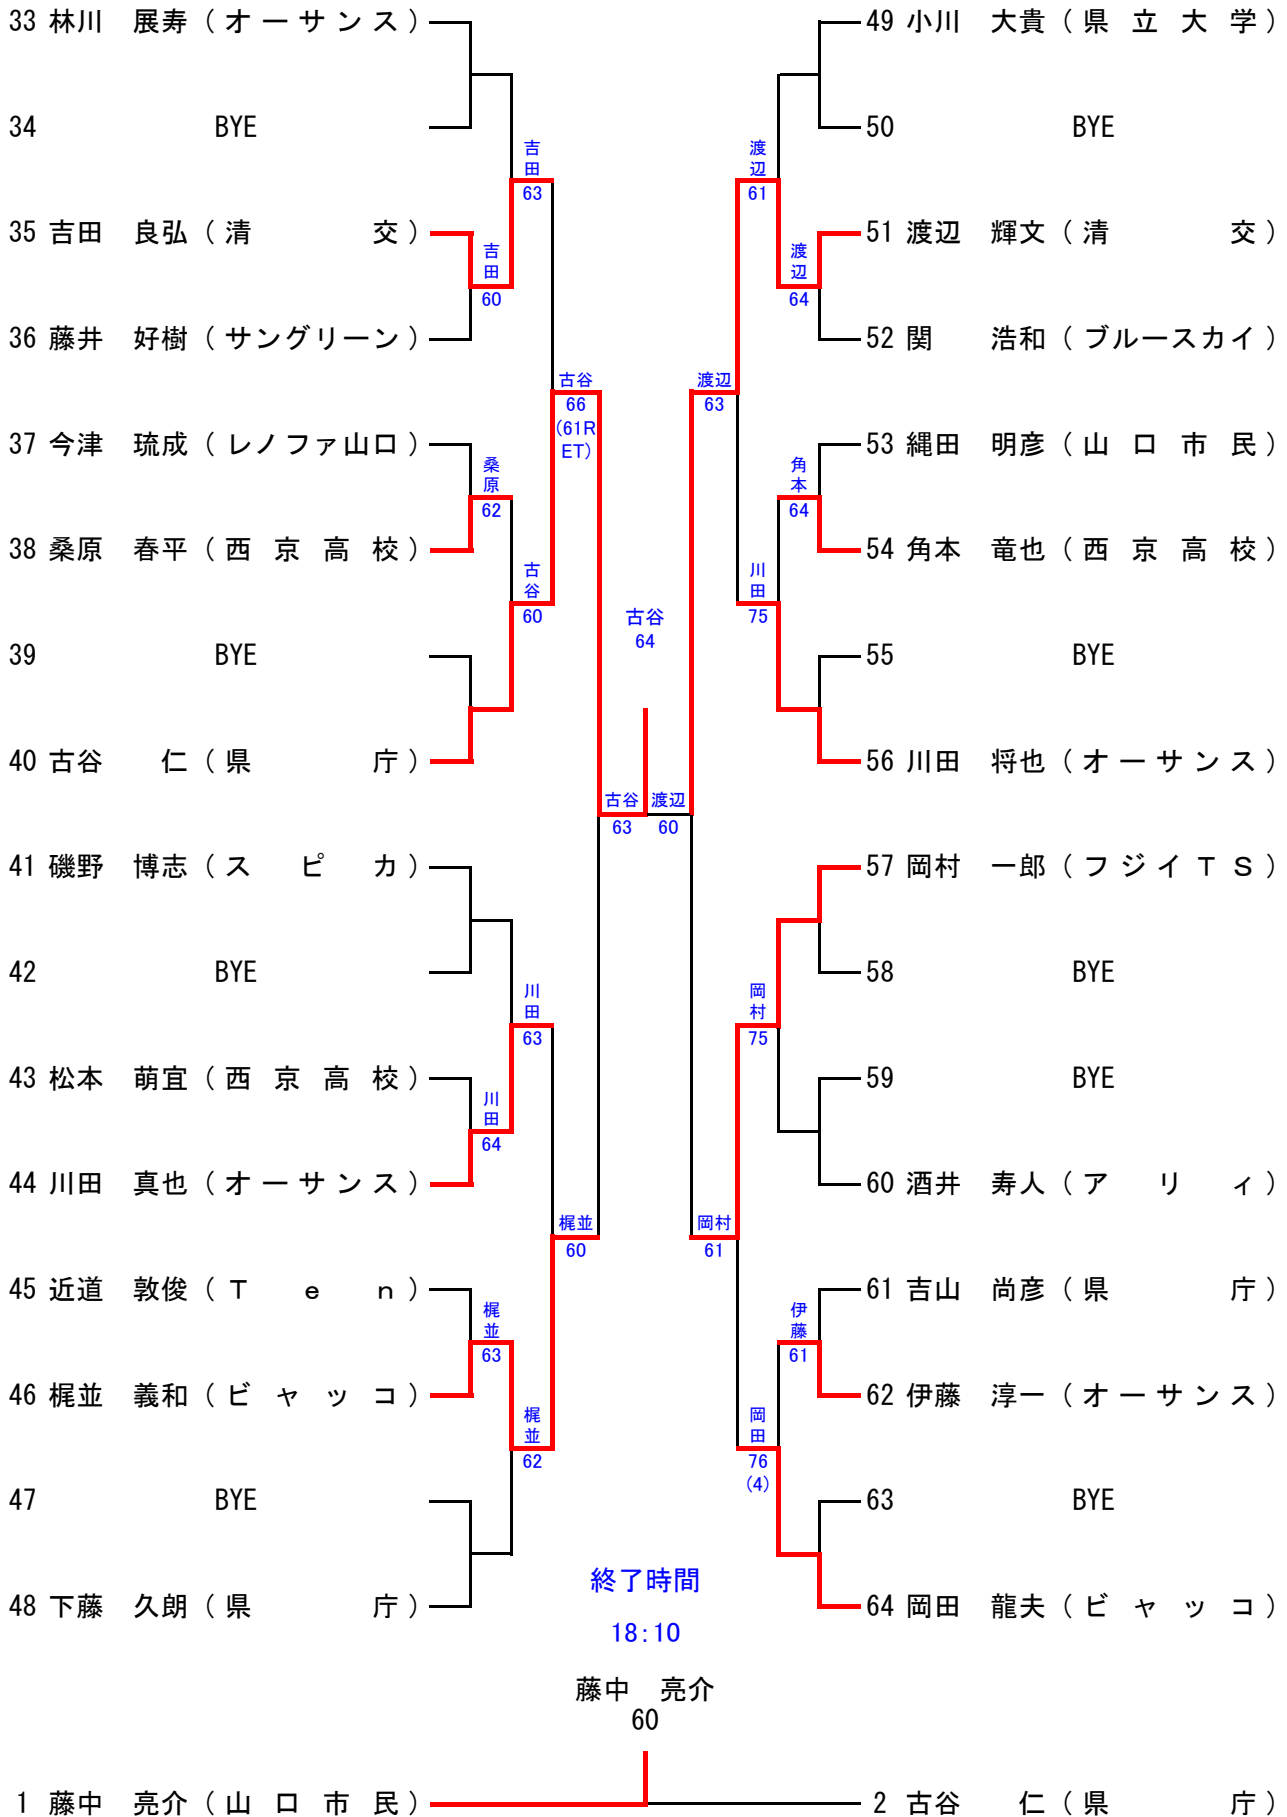 33 林川　展寿 ( オーサンス )
34 BYE
吉田
63
35 吉田　良弘 ( 清　交 )
吉田
60
36 藤井　好樹 ( サングリーン )
古谷
66
(61R
ET)
37 今津　琉成 ( レノファ山口 )
桑原
62
38 桑原　春平 ( 西京高校 )
古谷
60
39 BYE
40 古谷　仁 ( 県　庁 )
古谷
63
41 磯野　博志 ( スピカ )
42 BYE
川田
63
43 松本　萌宜 ( 西京高校 )
川田
64
44 川田　真也 ( オーサンス )
梶並
60
45 近道　敦俊 ( Ｔｅｎ )
梶並
63
46 梶並　義和 ( ビャッコ )
梶並
62
47 BYE
48 下藤　久朗 ( 県　庁 )
古谷
64
49 小川　大貴 ( 県立大学 )
50 BYE
渡辺
61
51 渡辺　輝文 ( 清　交 )
渡辺
64
52 関　浩和 ( ブルースカイ )
渡辺
63
53 縄田　明彦 ( 山口市民 )
角本
64
54 角本　竜也 ( 西京高校 )
川田
75
55 BYE
56 川田　将也 ( オーサンス )
渡辺
60
57 岡村　一郎 ( フジイＴＳ )
58 BYE
岡村
75
59 BYE
60 酒井　寿人 ( アリィ )
岡村
61
61 吉山　尚彦 ( 県　庁 )
伊藤
61
62 伊藤　淳一 ( オーサンス )
岡田
76
(4)
63 BYE
64 岡田　龍夫 ( ビャッコ )
終了時間
18:10
藤中　亮介
60
1 藤中　亮介 ( 山口市民 )
2 古谷　仁 ( 県　庁 )